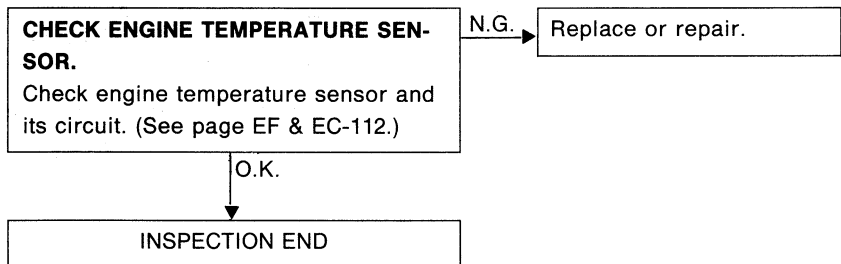 CHECK ENGINE TEMPERATURE SEN-
SOR.
Check engine temperature sensor and
its circuit. (See page EF & EC-112.)
N.G.
Replace or repair.
O.K.
INSPECTION END